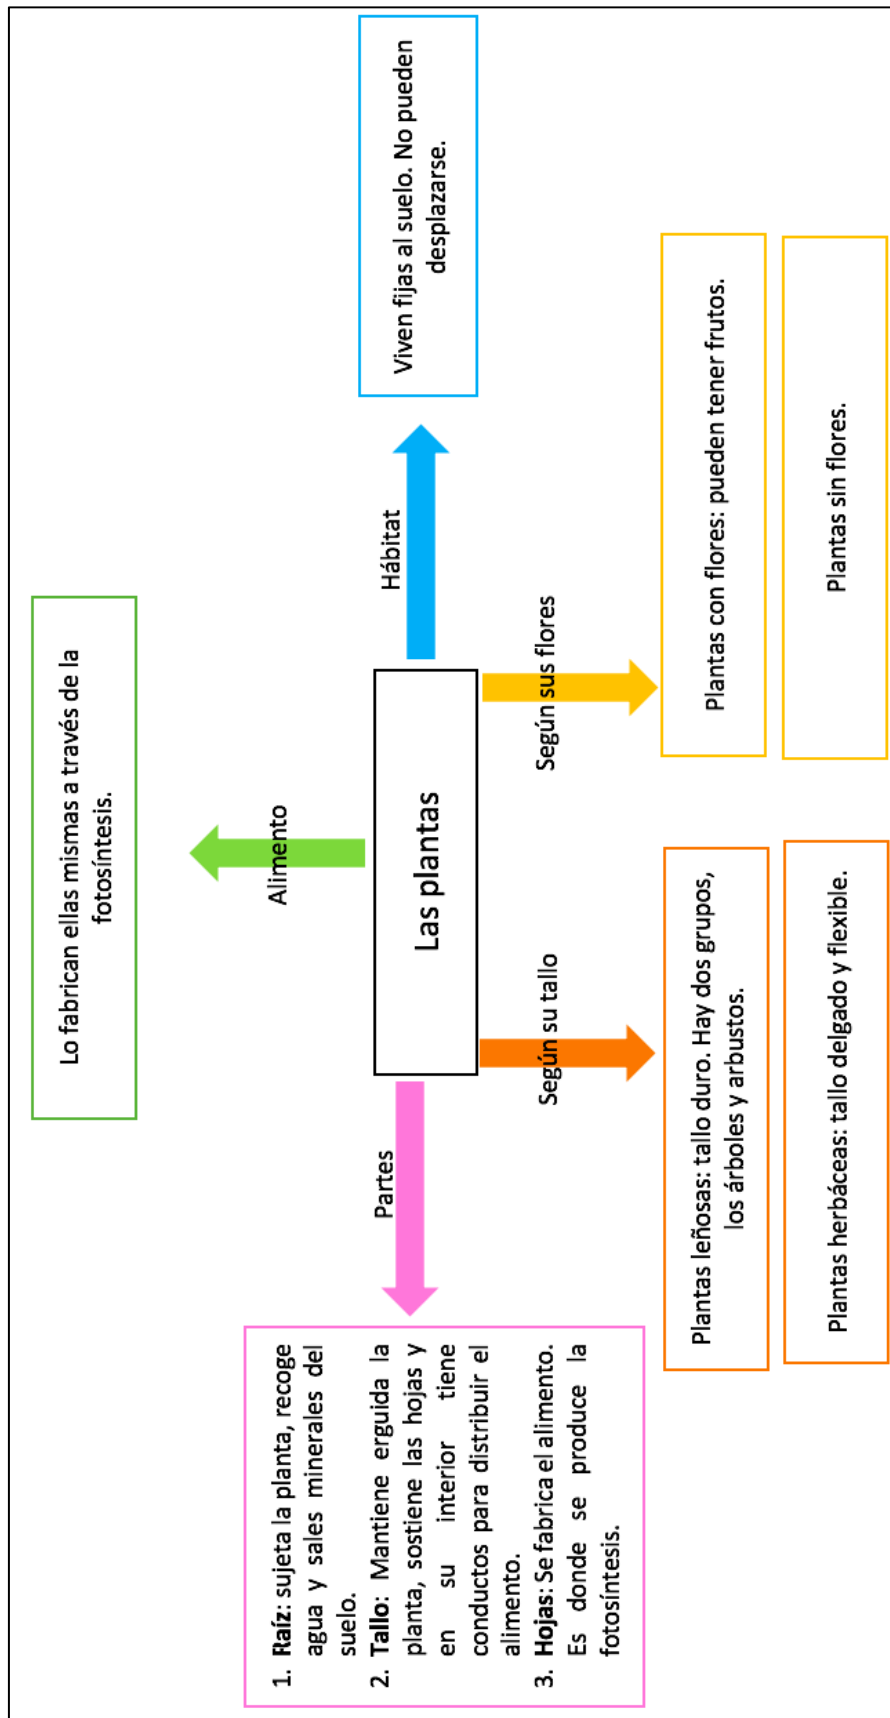 Lo fabrican ellas mismas a través de la
fotosíntesis.
Alimento
Partes
Las plantas
Hábitat
Viven fijas al suelo. No pueden
desplazarse.
1. Raíz: sujeta la planta, recoge
agua y sales minerales del
suelo.
2. Tallo: Mantiene erguida la
planta, sostiene las hojas y
en su interior tiene
conductos para distribuir el
alimento.
3. Hojas: Se fabrica el alimento.
Es donde se produce la
fotosíntesis.
Según su tallo
Según sus flores
Plantas leñosas: tallo duro. Hay dos grupos,
los árboles y arbustos.
Plantas herbáceas: tallo delgado y flexible.
Plantas con flores: pueden tener frutos.
Plantas sin flores.